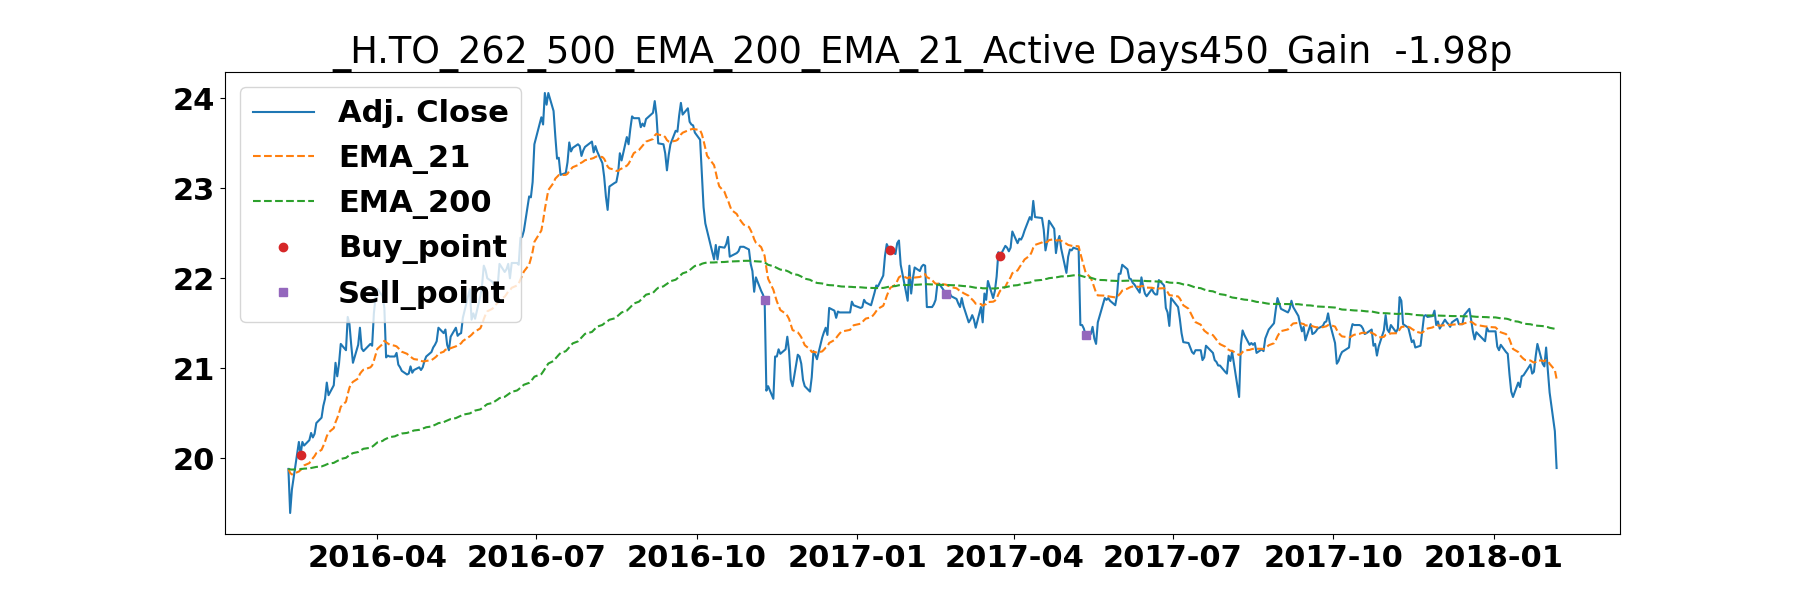 _H.TO_262_500_EMA_200_EMA_21_Active Days450_Gain  -1.98p
Adj. Close
EMA_21
EMA_200
Buy_point
Sell_point
24
23
22
21
20
2016-04 2016-07 2016-10 2017-01 2017-04 2017-07 2017-10 2018-01